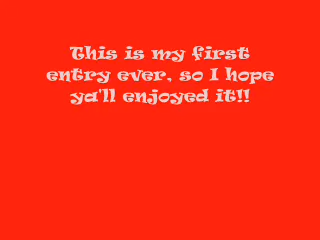 This is my first
entry ever, so I hope
ya'll enjoyed it!!